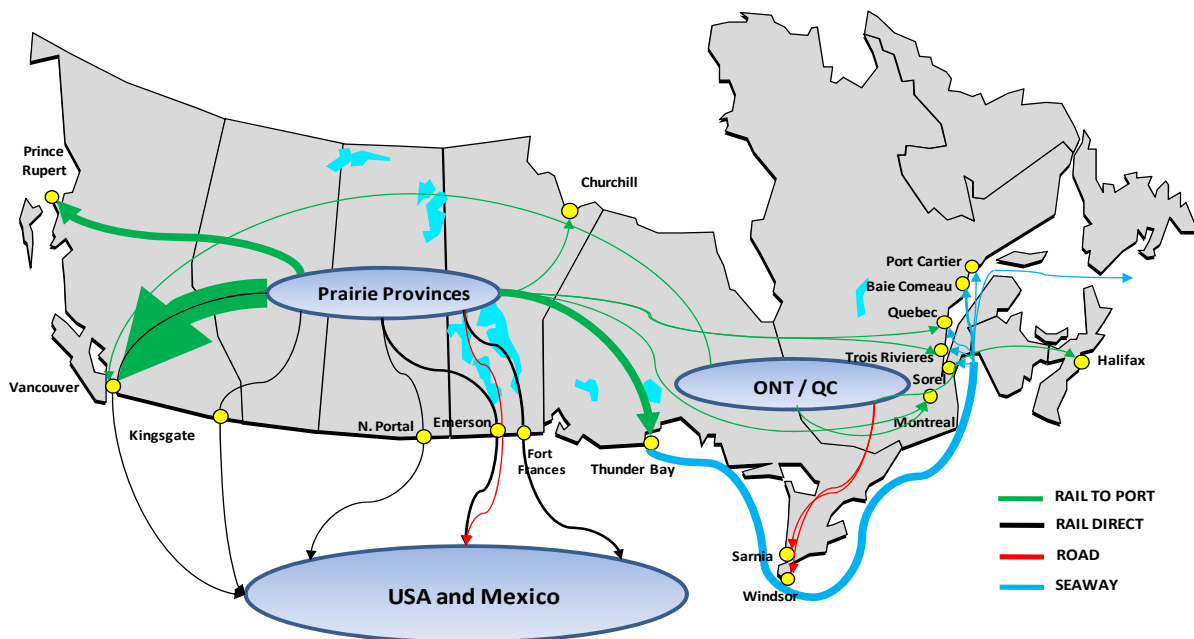 Prince
Rupert
Churchill
Port Cartier
Prairie Provinces
Baie Comeau
Quebec
Trois Rivieres
Halifax
Vancouver
ONT / QC
Sorel
Kingsgate
N. Portal
Emerson
Montreal
Fort
Frances
Thunder Bay
RAIL TO PORT
RAIL DIRECT
ROAD
SEAWAY
Sarnia
Windsor
USA and Mexico